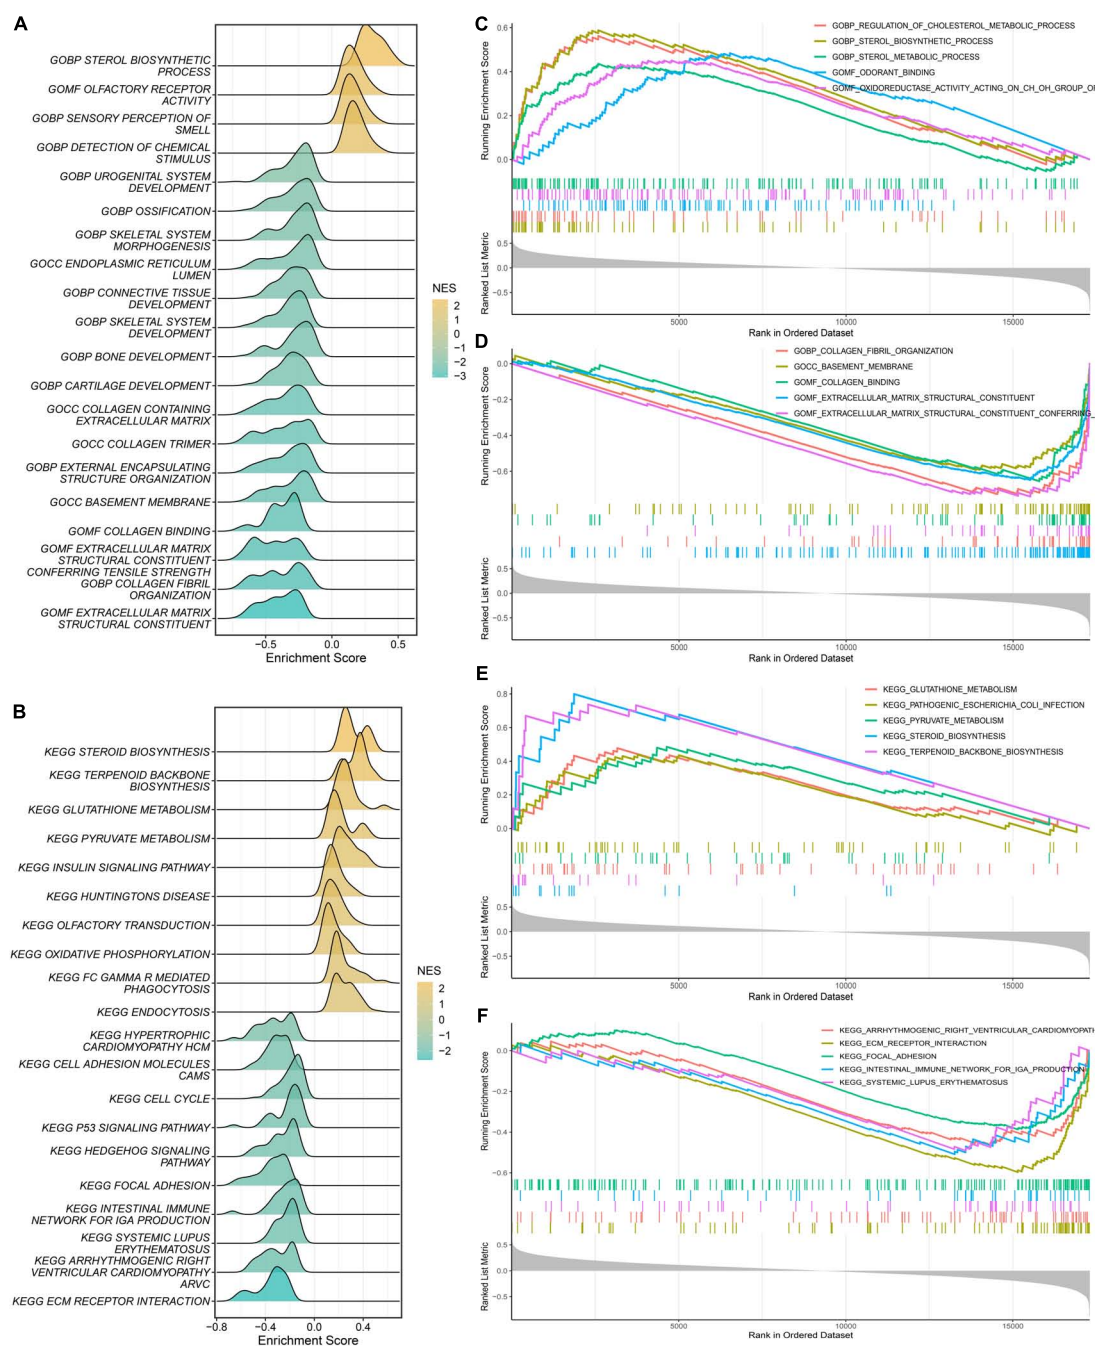 A
GOBP STEROL BIOSYNTHETIC
PROCESS
GOMF OLFACTORY RECEPTOR
ACTIVITY
GOBP SENSORY PERCEPTION OF
SMELL
GOBP DETECTION OF CHEMICAL
STIMULUS
GOBP UROGENITAL SYSTEM
DEVELOPMENT
GOBP OSSIFICATION
GOBP SKELETAL SYSTEM
MORPHOGENESIS
GOCC ENDOPLASMIC RETICULUM
LUMEN
GOBP CONNECTIVE TISSUE
DEVELOPMENT
GOBP SKELETAL SYSTEM
DEVELOPMENT
GOBP BONE DEVELOPMENT
GOBP CARTILAGE DEVELOPMENT
GOCC COLLAGEN CONTAINING
EXTRACELLULAR MATRIX
GOCC COLLAGEN TRIMER
GOBP EXTERNAL ENCAPSULATING
STRUCTURE ORGANIZATION
GOCC BASEMENT MEMBRANE
GOMF COLLAGEN BINDING
GOMF EXTRACELLULAR MATRIX
STRUCTURAL CONSTITUENT
CONFERRING TENSILE STRENGTH
GOBP COLLAGEN FIBRIL
ORGANIZATION
GOMF EXTRACELLULAR MATRIX
STRUCTURAL CONSTITUENT
−0.5 0.0 0.5
Enrichment Score
NES
2
1
0
−1
−2
−3
B
KEGG STEROID BIOSYNTHESIS
KEGG TERPENOID BACKBONE
BIOSYNTHESIS
KEGG GLUTATHIONE METABOLISM
KEGG PYRUVATE METABOLISM
KEGG INSULIN SIGNALING PATHWAY
KEGG HUNTINGTONS DISEASE
KEGG OLFACTORY TRANSDUCTION
KEGG OXIDATIVE PHOSPHORYLATION
KEGG FC GAMMA R MEDIATED
PHAGOCYTOSIS
KEGG ENDOCYTOSIS
KEGG HYPERTROPHIC
CARDIOMYOPATHY HCM
KEGG CELL ADHESION MOLECULES
CAMS
KEGG CELL CYCLE
KEGG P53 SIGNALING PATHWAY
KEGG HEDGEHOG SIGNALING
PATHWAY
KEGG FOCAL ADHESION
KEGG INTESTINAL IMMUNE
NETWORK FOR IGA PRODUCTION
KEGG SYSTEMIC LUPUS
ERYTHEMATOSUS
KEGG ARRHYTHMOGENIC RIGHT
VENTRICULAR CARDIOMYOPATHY
ARVC
KEGG ECM RECEPTOR INTERACTION
−0.8 −0.4 0.0 0.4
Enrichment Score
NES
2
1
0
−1
−2
C
GOBP_REGULATION_OF_CHOLESTEROL_METABOLIC_PROCESS
GOBP_STEROL_BIOSYNTHETIC_PROCESS
GOBP_STEROL_METABOLIC_PROCESS
GOMF_ODORANT_BINDING
GOMF_OXIDOREDUCTASE_ACTIVITY_ACTING_ON_CH_OH_GROUP_OF
Running Enrichment Score
0.6
0.4
0.2
0.0
Ranked List Metric
0.5
0.0
−0.5
5000 10000 15000
Rank in Ordered Dataset
D
GOBP_COLLAGEN_FIBRIL_ORGANIZATION
GOCC_BASEMENT_MEMBRANE
GOMF_COLLAGEN_BINDING
GOMF_EXTRACELLULAR_MATRIX_STRUCTURAL_CONSTITUENT
GOMF_EXTRACELLULAR_MATRIX_STRUCTURAL_CONSTITUENT_CONFERRING_
Running Enrichment Score
0.0
−0.2
−0.4
−0.6
Ranked List Metric
0.5
0.0
−0.5
5000 10000 15000
Rank in Ordered Dataset
E
KEGG_GLUTATHIONE_METABOLISM
KEGG_PATHOGENIC_ESCHERICHIA_COLI_INFECTION
KEGG_PYRUVATE_METABOLISM
KEGG_STEROID_BIOSYNTHESIS
KEGG_TERPENOID_BACKBONE_BIOSYNTHESIS
Running Enrichment Score
0.8
0.6
0.4
0.2
0.0
Ranked List Metric
0.5
0.0
−0.5
5000 10000 15000
Rank in Ordered Dataset
F
KEGG_ARRHYTHMOGENIC_RIGHT_VENTRICULAR_CARDIOMYOPATH
KEGG_ECM_RECEPTOR_INTERACTION
KEGG_FOCAL_ADHESION
KEGG_INTESTINAL_IMMUNE_NETWORK_FOR_IGA_PRODUCTION
KEGG_SYSTEMIC_LUPUS_ERYTHEMATOSUS
Running Enrichment Score
0.0
−0.2
−0.4
−0.6
Ranked List Metric
0.5
0.0
−0.5
5000 10000 15000
Rank in Ordered Dataset